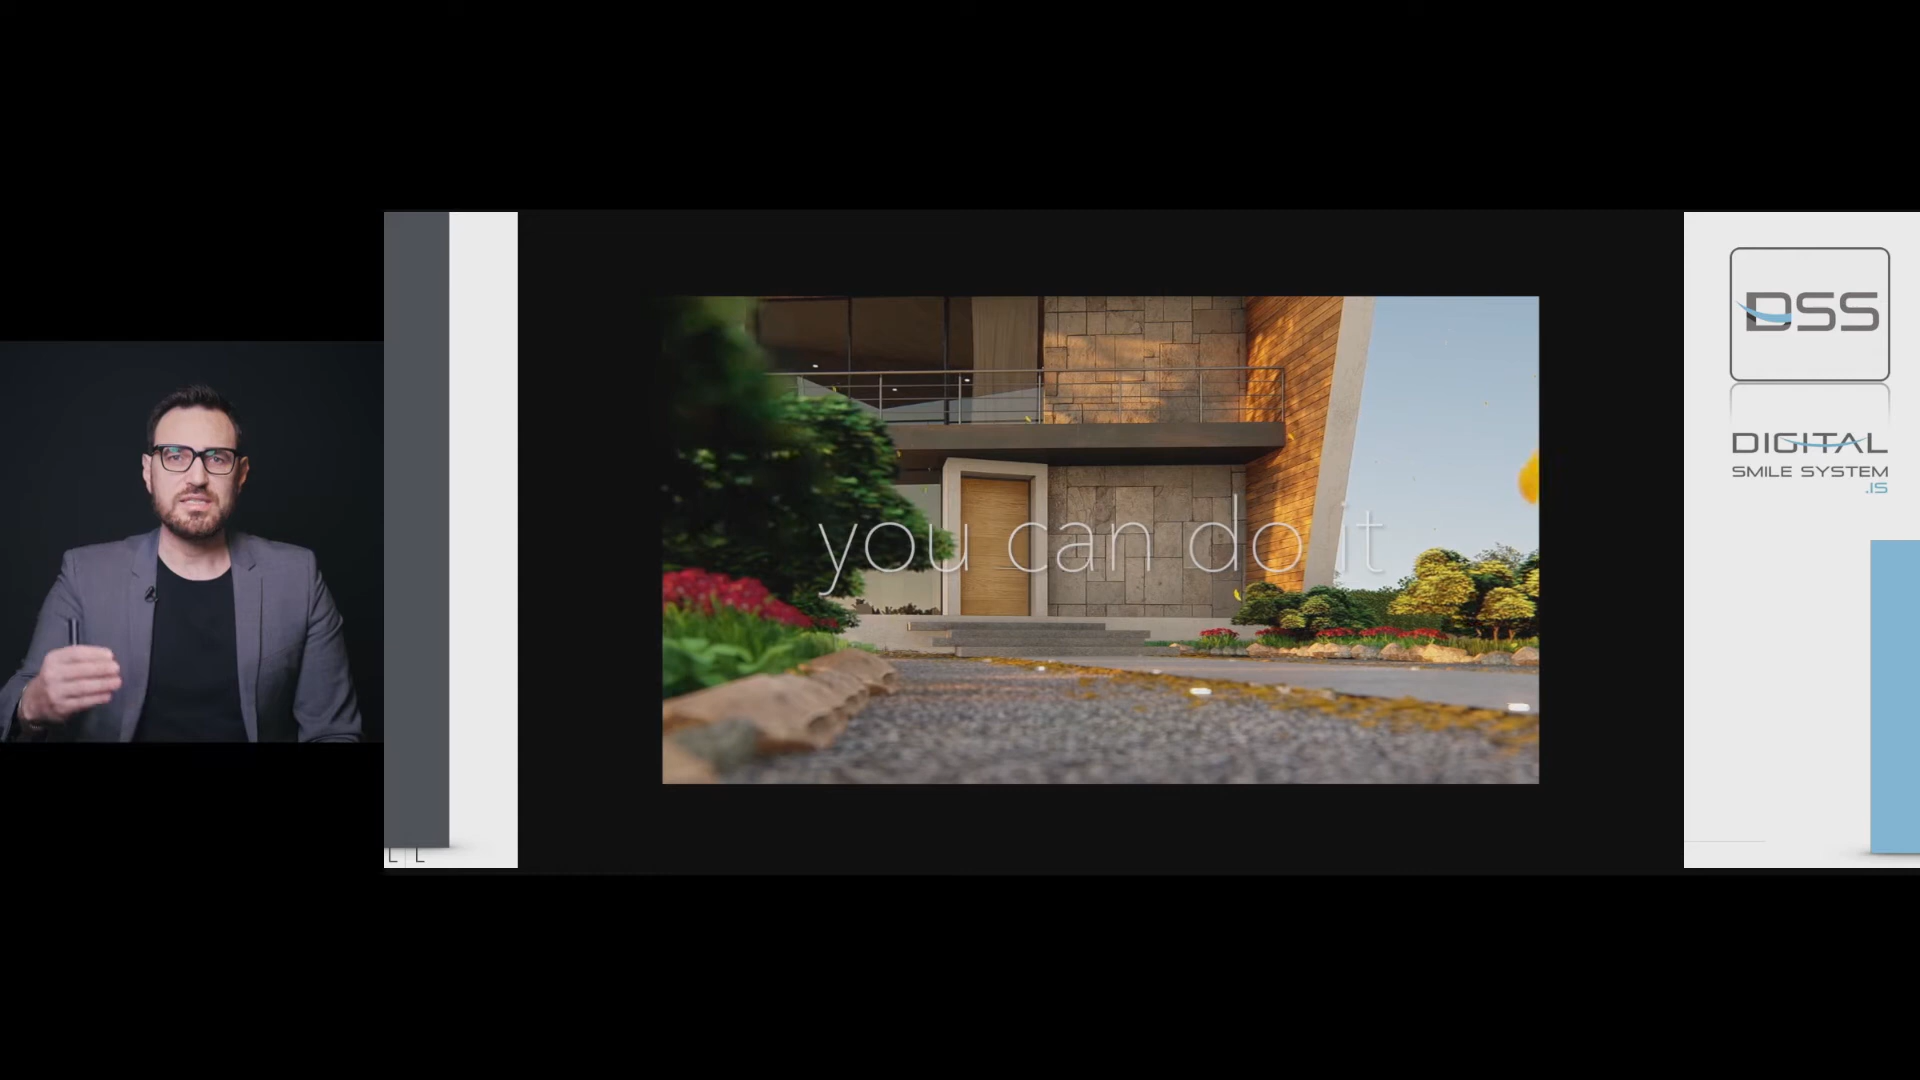 you can do it
DSS
DIGITAL
SMILE SYSTEM
.IS